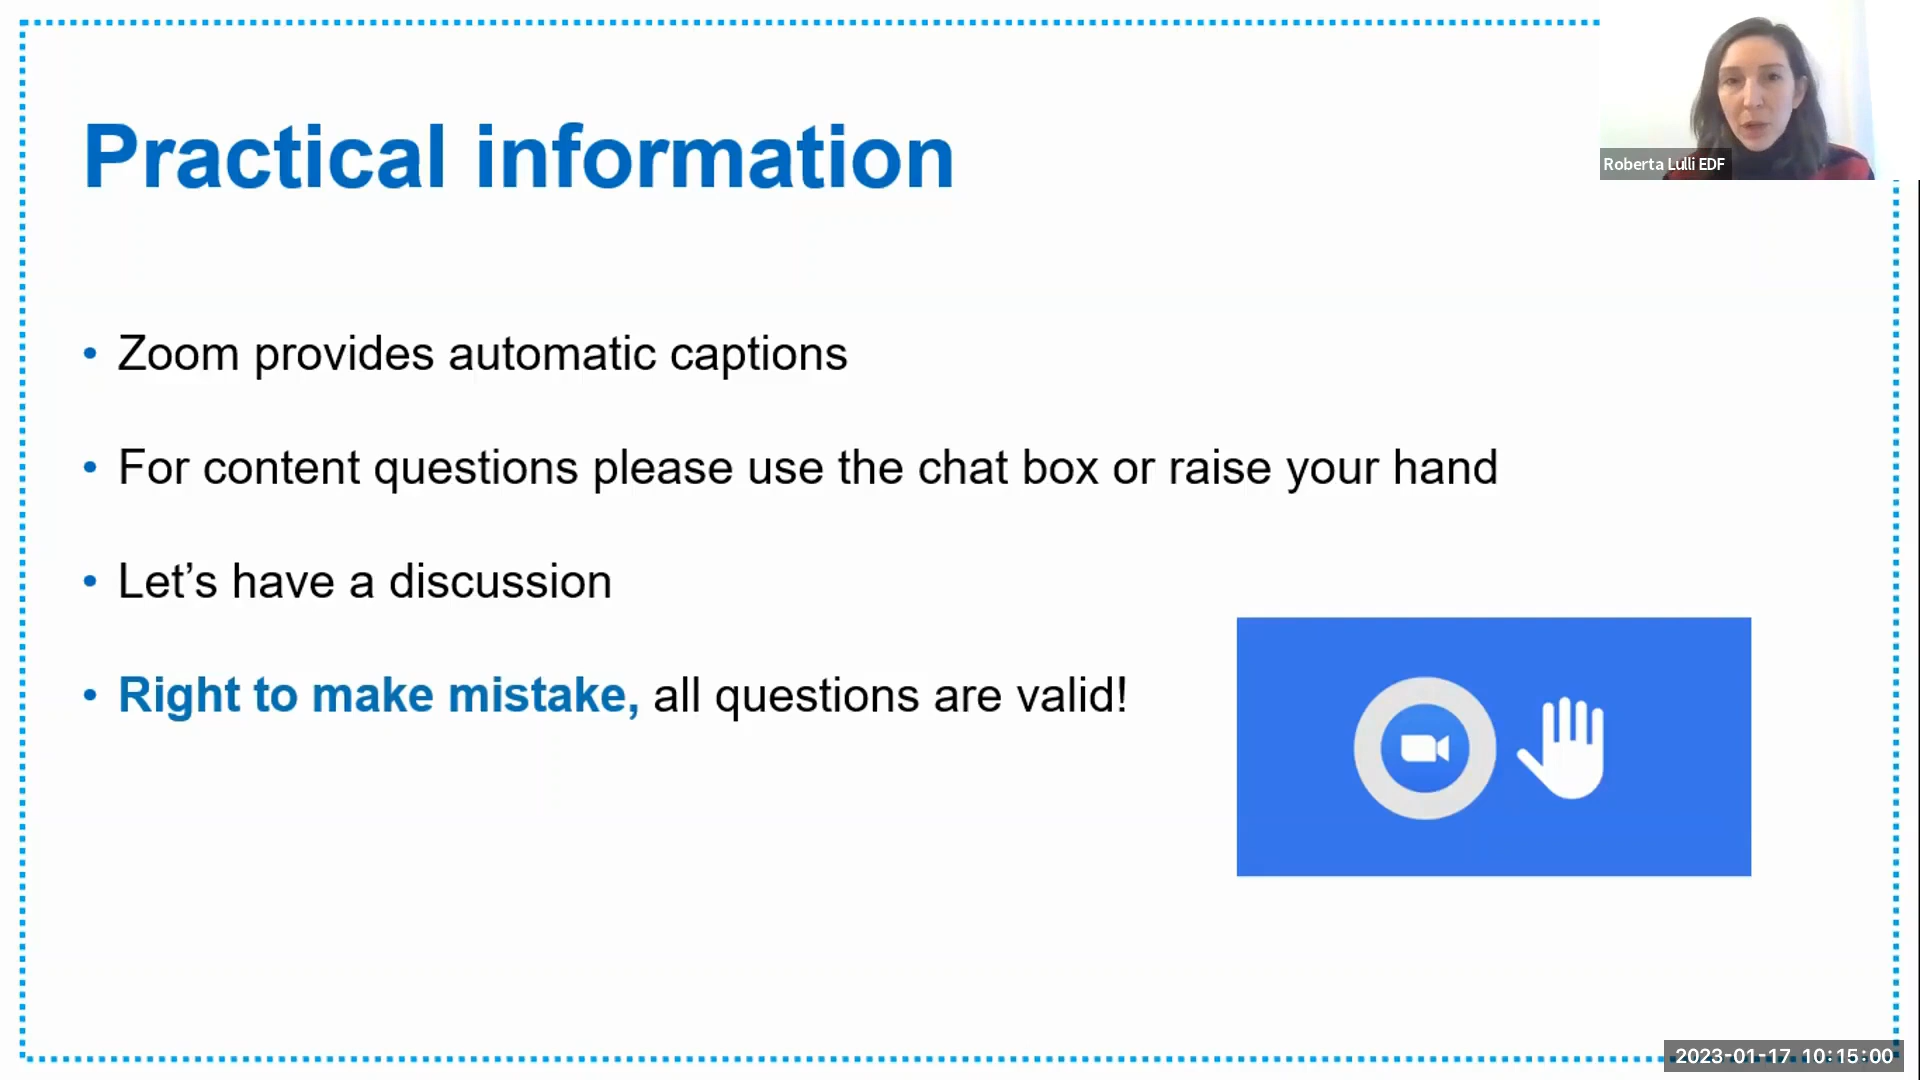 Practical information
Roberta Lulli EDF
• Zoom provides automatic captions
• For content questions please use the chat box or raise your hand
• Let’s have a discussion
• Right to make mistake, all questions are valid!
2023-01-17 10:15:00